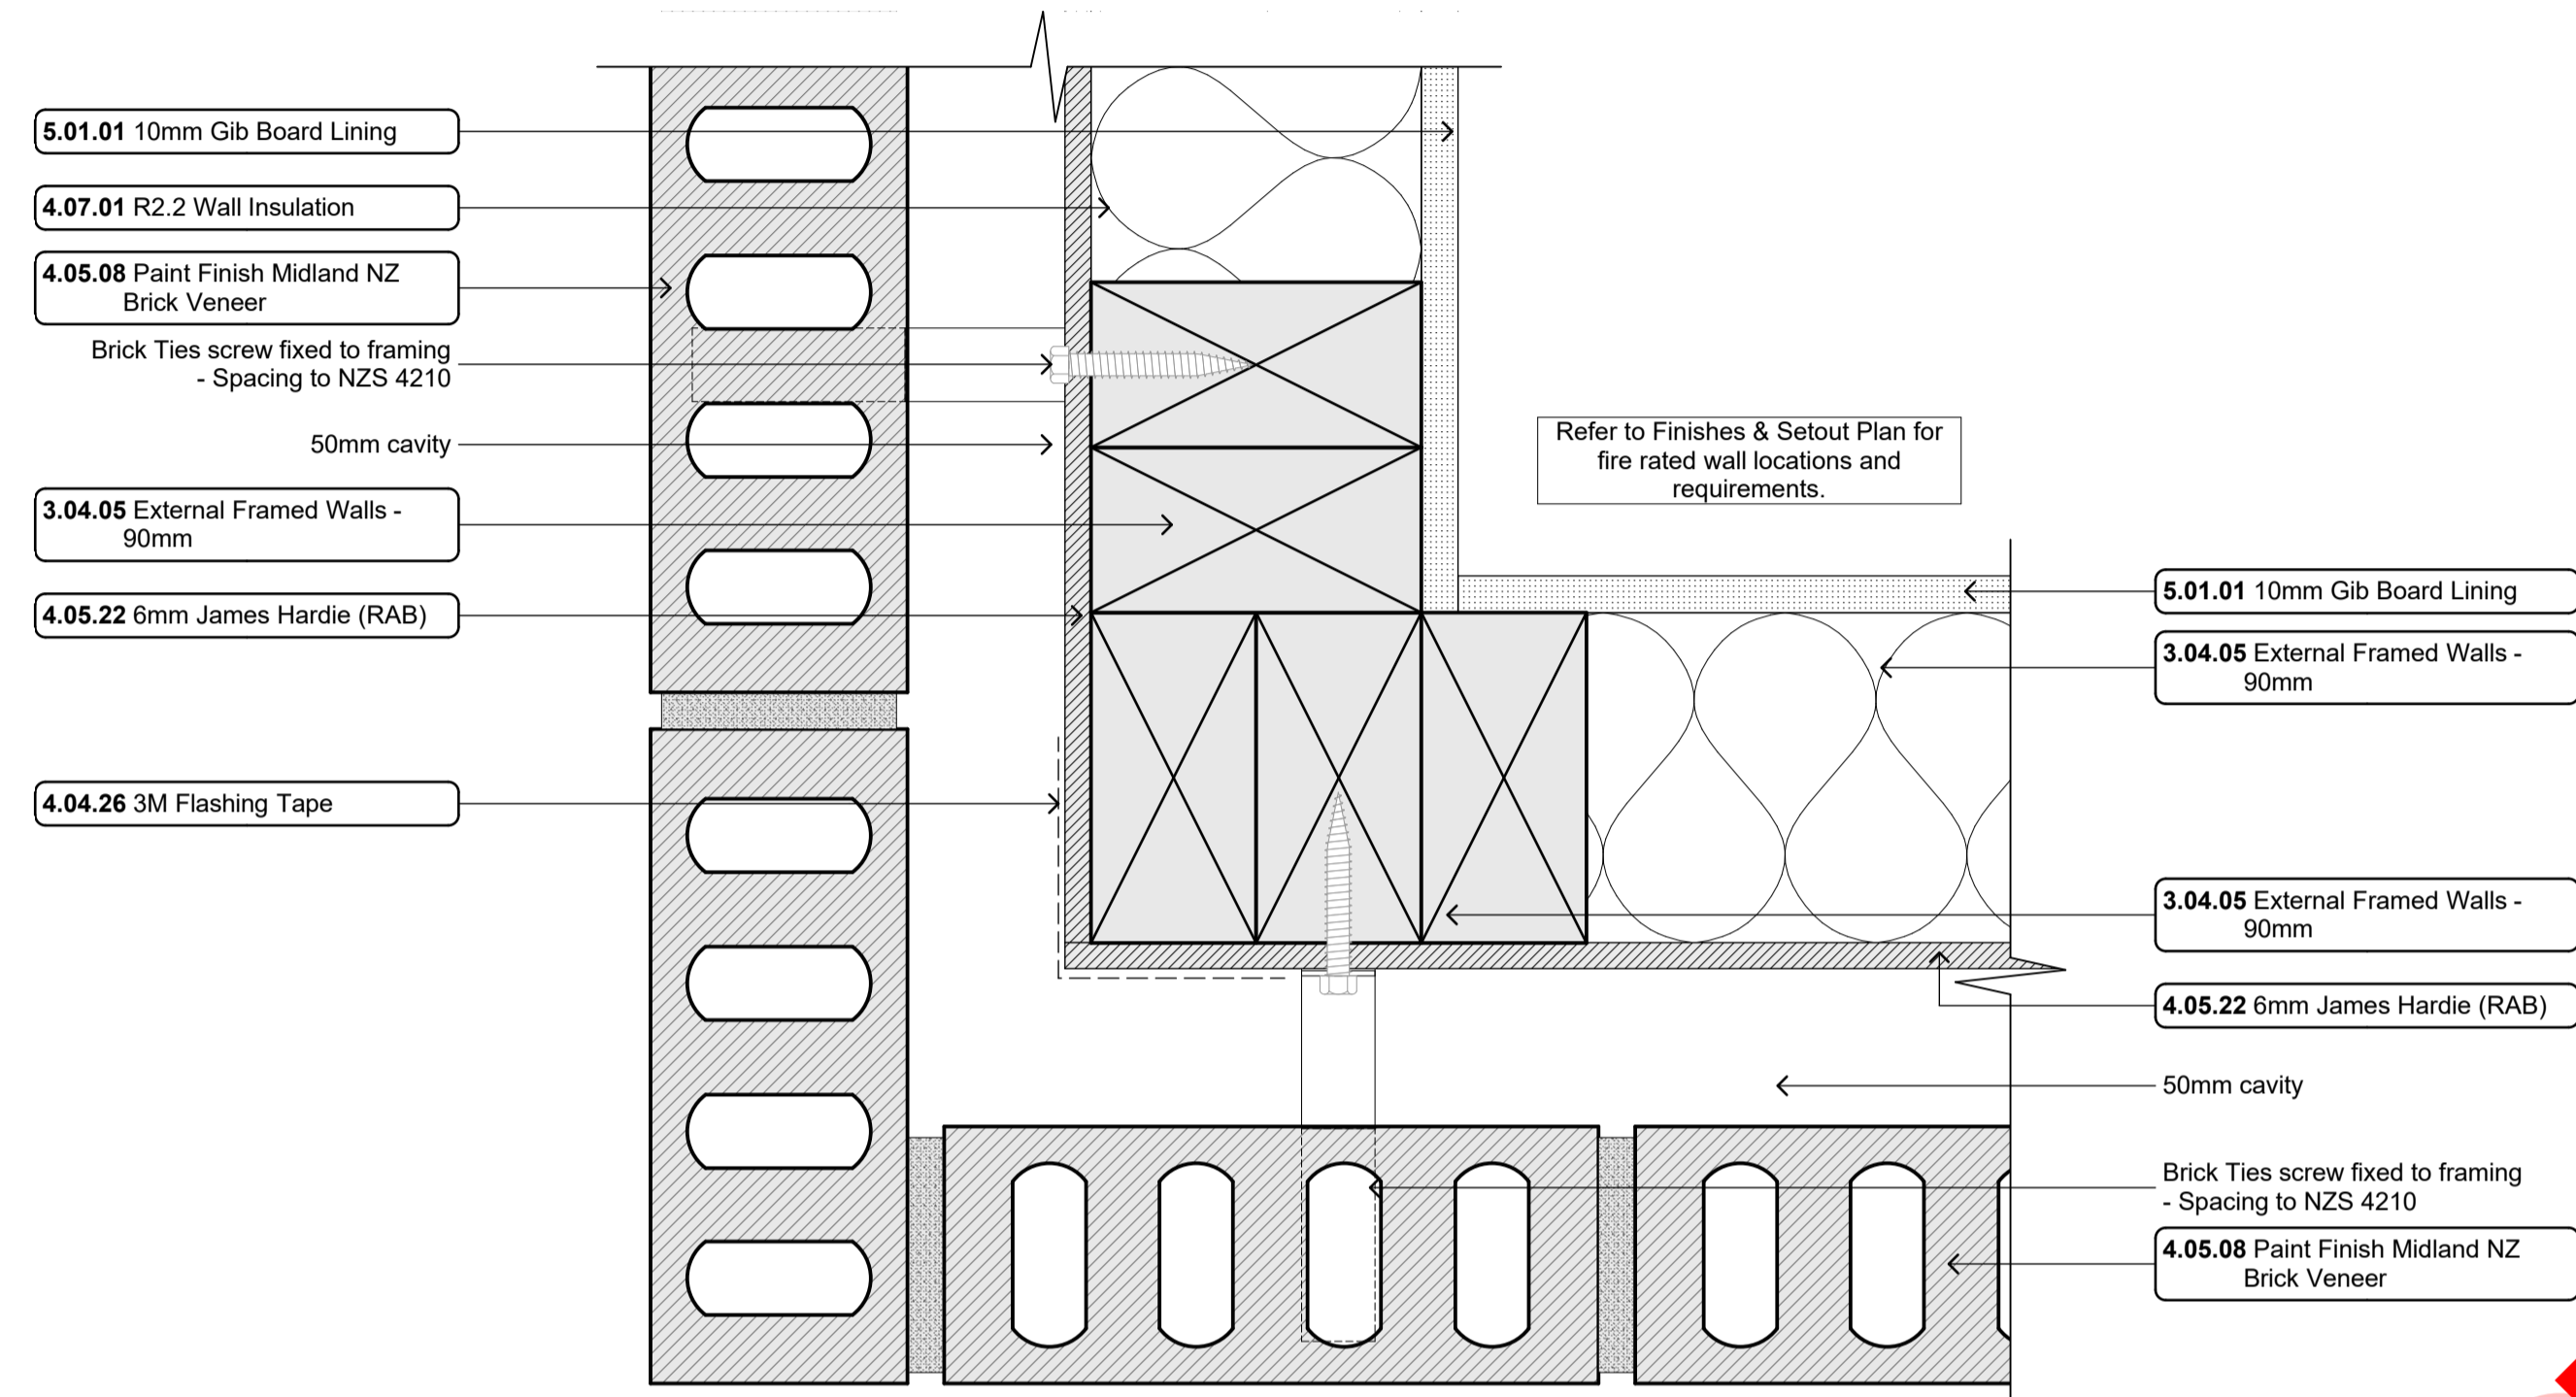 5.01.01 10mm Gib Board Lining
4.07.01 R2.2 Wall Insulation
4.05.08 Paint Finish Midland NZ
Brick Veneer
Brick Ties screw fixed to framing
- Spacing to NZS 4210
50mm cavity
3.04.05 External Framed Walls -
90mm
4.05.22 6mm James Hardie (RAB)
4.04.26 3M Flashing Tape
Refer to Finishes & Setout Plan for
fire rated wall locations and
requirements.
5.01.01 10mm Gib Board Lining
3.04.05 External Framed Walls -
90mm
3.04.05 External Framed Walls -
90mm
4.05.22 6mm James Hardie (RAB)
50mm cavity
Brick Ties screw fixed to framing
- Spacing to NZS 4210
4.05.08 Paint Finish Midland NZ
Brick Veneer